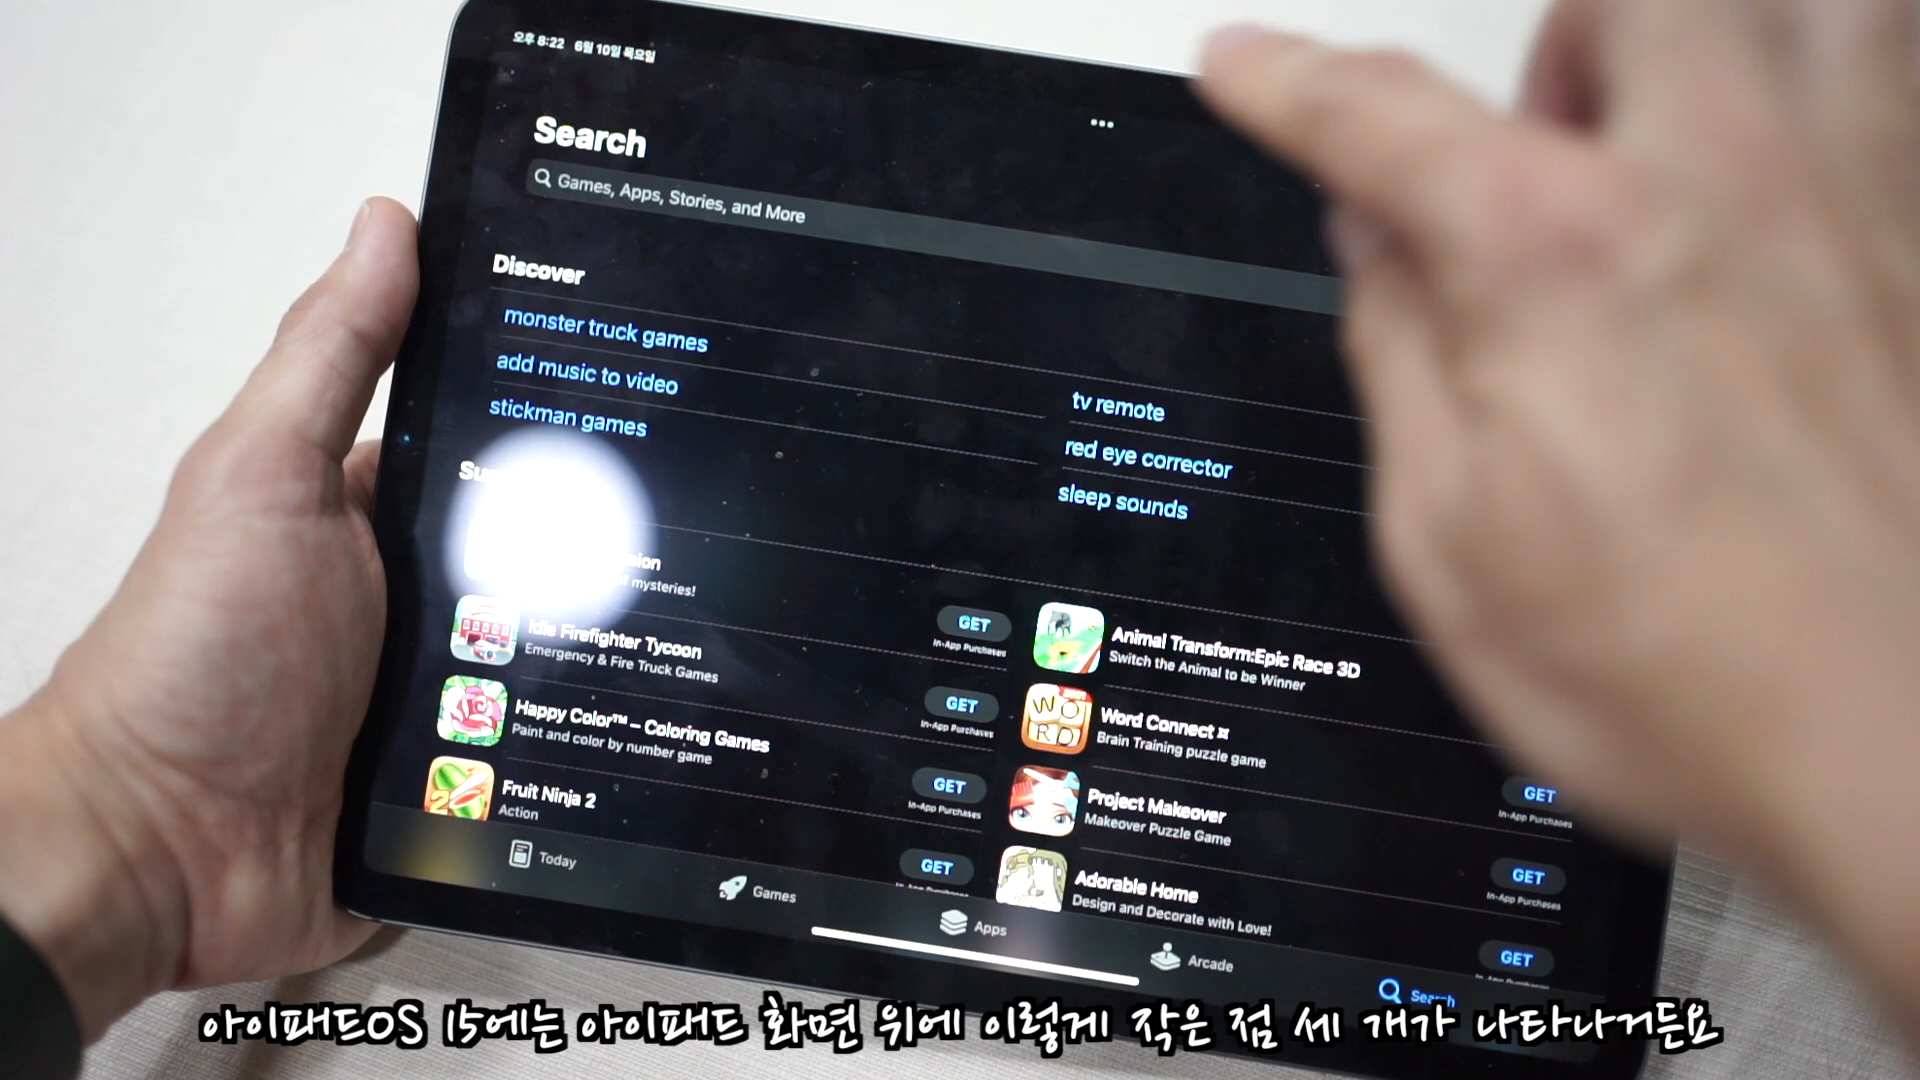 오후 8:22 6월 10일 목요일
Search
Games, Apps, Stories, and More
Discover
monster truck games
add music to video
stickman games
tv remote
red eye corrector
sleep sounds
mysteries!
Idle Firefighter Tycoon
Emergency & Fire Truck Games
GET
In-App Purchases
Happy Color™ – Coloring Games
Paint and color by number game
GET
In-App Purchases
Fruit Ninja 2
Action
GET
In-App Purchases
GET
Animal Transform:Epic Race 3D
Switch the Animal to be Winner
WORD
Word Connect ¤
Brain Training puzzle game
GET
In-App Purchases
Project Makeover
Makeover Puzzle Game
GET
In-App Purchases
Adorable Home
Design and Decorate with Love!
GET
Today
Games
Apps
Arcade
Search
아이패드OS 15에는 아이패드 화면 위에 이렇게 작은 점 세 개가 나타나거든요